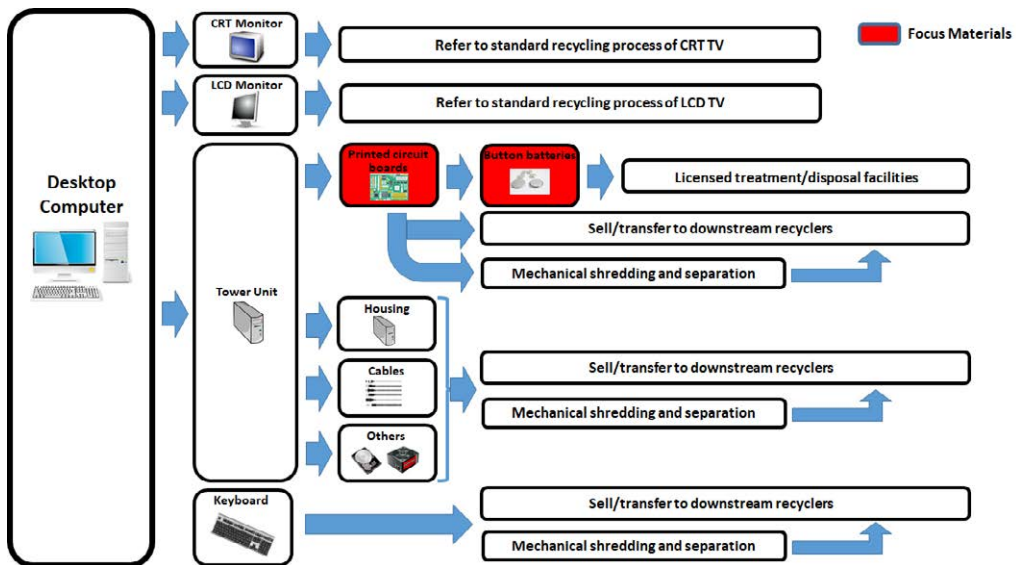 CRT Monitor
Refer to standard recycling process of CRT TV
Focus Materials
LCD Monitor
Refer to standard recycling process of LCD TV
Desktop
Computer
Tower Unit
Printed circuit
boards
Button batteries
Licensed treatment/disposal facilities
Sell/transfer to downstream recyclers
Mechanical shredding and separation
Housing
Cables
Others
Sell/transfer to downstream recyclers
Mechanical shredding and separation
Keyboard
Sell/transfer to downstream recyclers
Mechanical shredding and separation